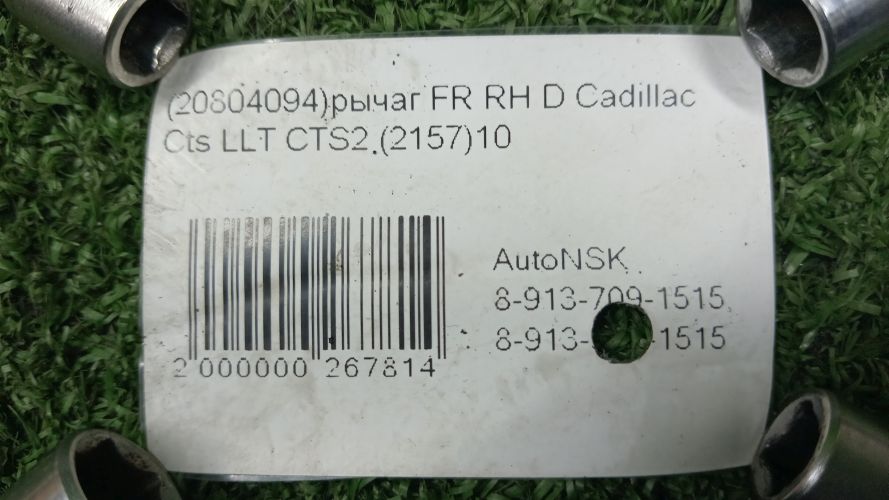 (20804094)рычаг FR RH D Cadillac
Cts LLT CTS2 (2157)10
AutoNSK
8-913-709-1515
8-913- -1515
2 000000 267814